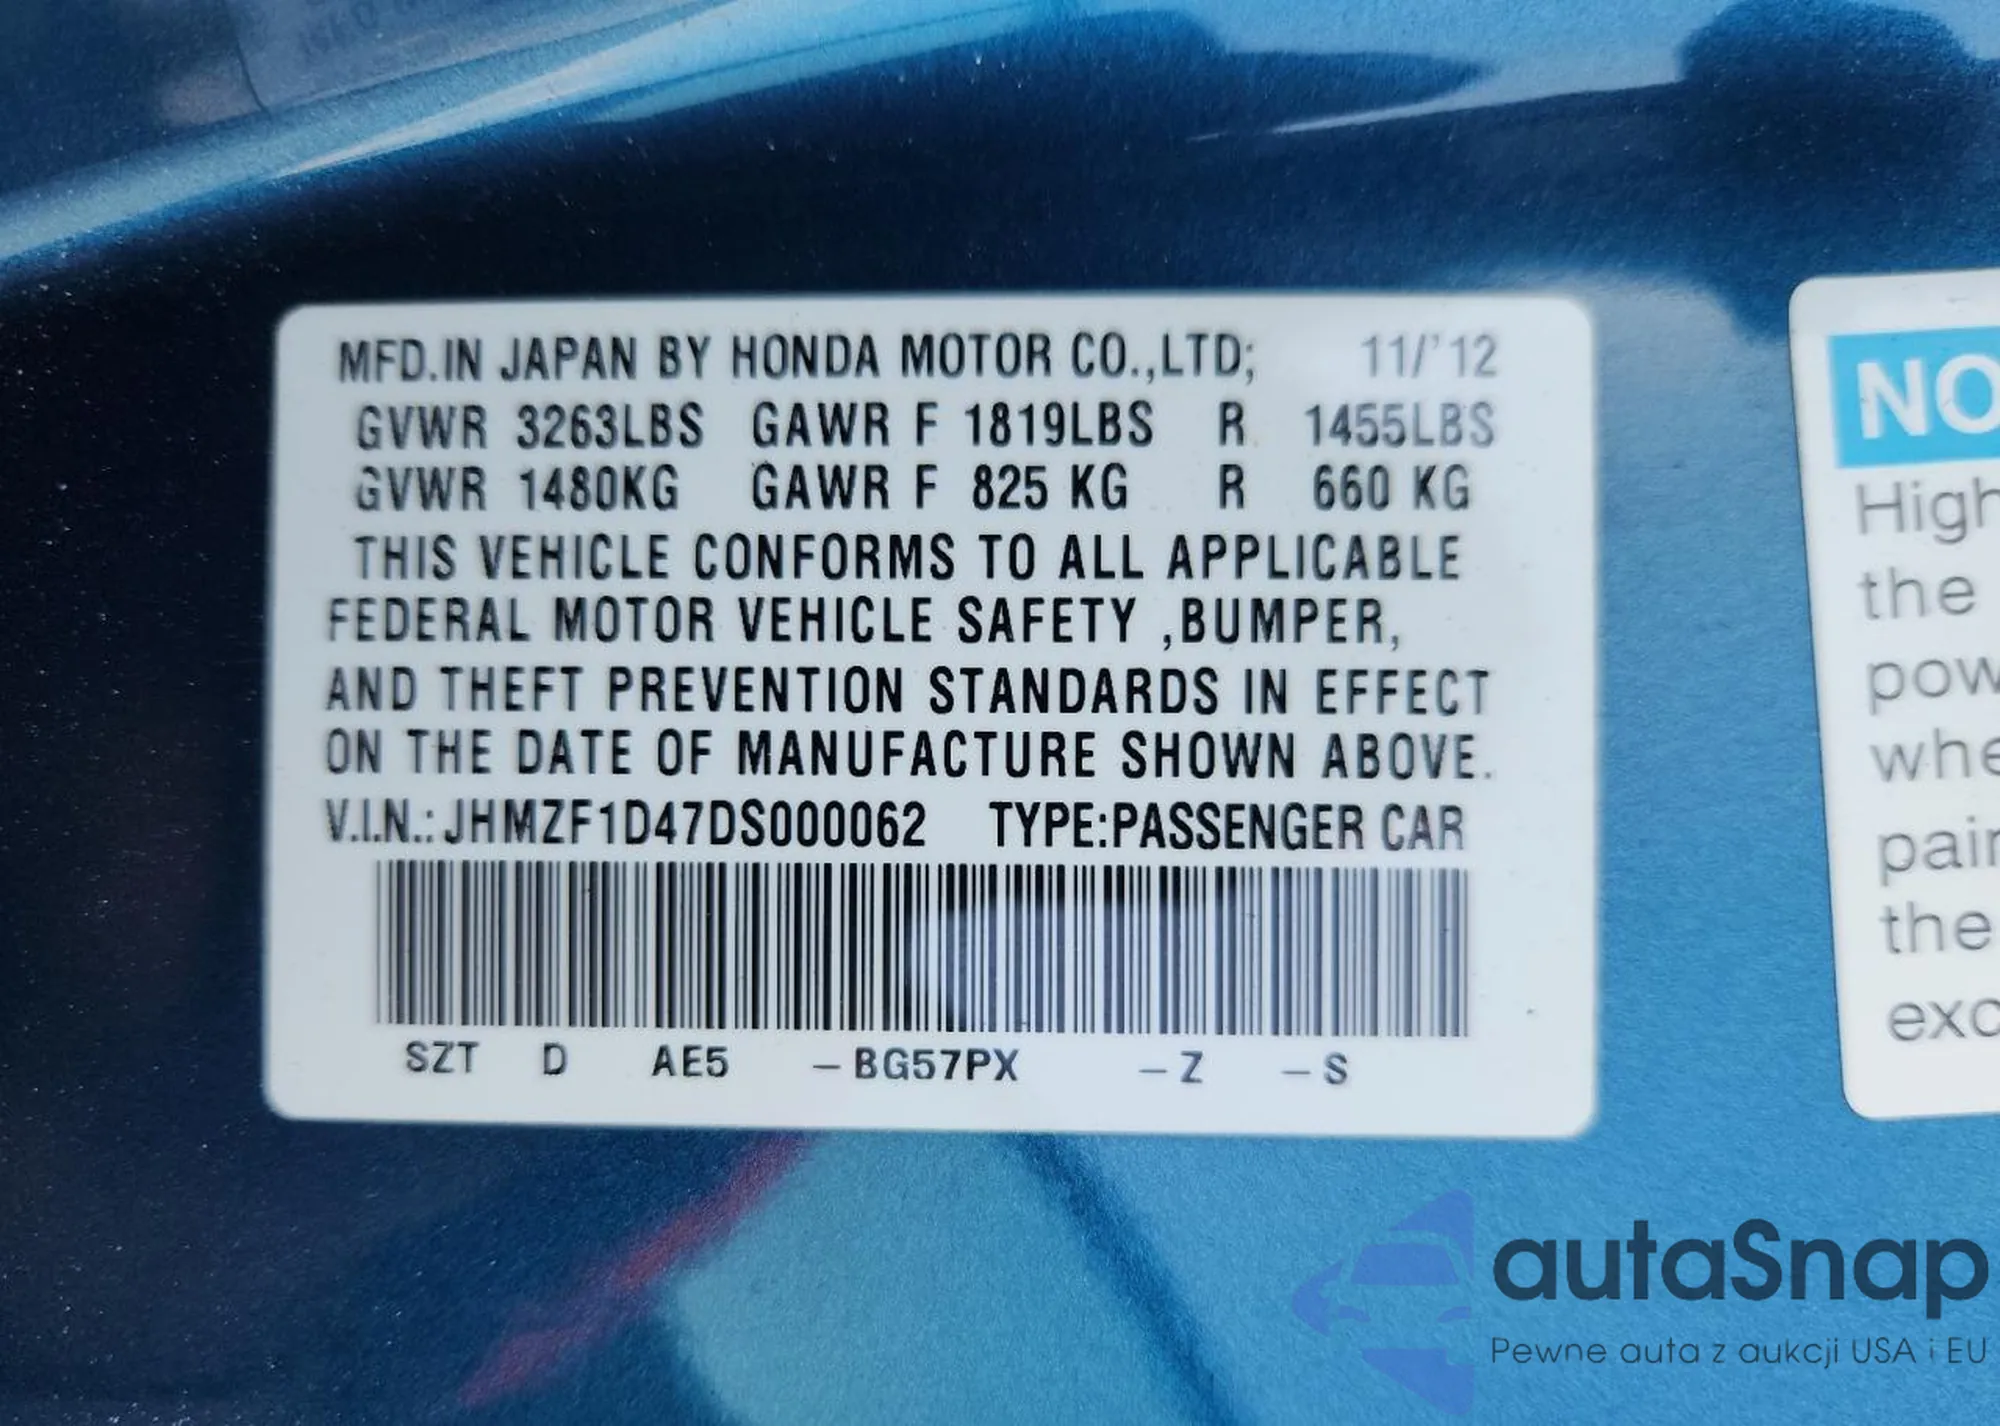 MFD.IN JAPAN BY HONDA MOTOR CO.,LTD; 11/'12
GVWR 3263LBS GAWR F 1819LBS R 1455LBS
GVWR 1480KG GAWR F 825 KG R 660 KG
THIS VEHICLE CONFORMS TO ALL APPLICABLE
FEDERAL MOTOR VEHICLE SAFETY ,BUMPER,
AND THEFT PREVENTION STANDARDS IN EFFECT
ON THE DATE OF MANUFACTURE SHOWN ABOVE.
V.I.N.: JHMZF1D47DS000062 TYPE:PASSENGER CAR
SZT D AE5 – BG57PX – Z – S
NO
High
the
pow
whe
pain
the
exc
autaSnap
Pewne auta z aukcji USA i EU